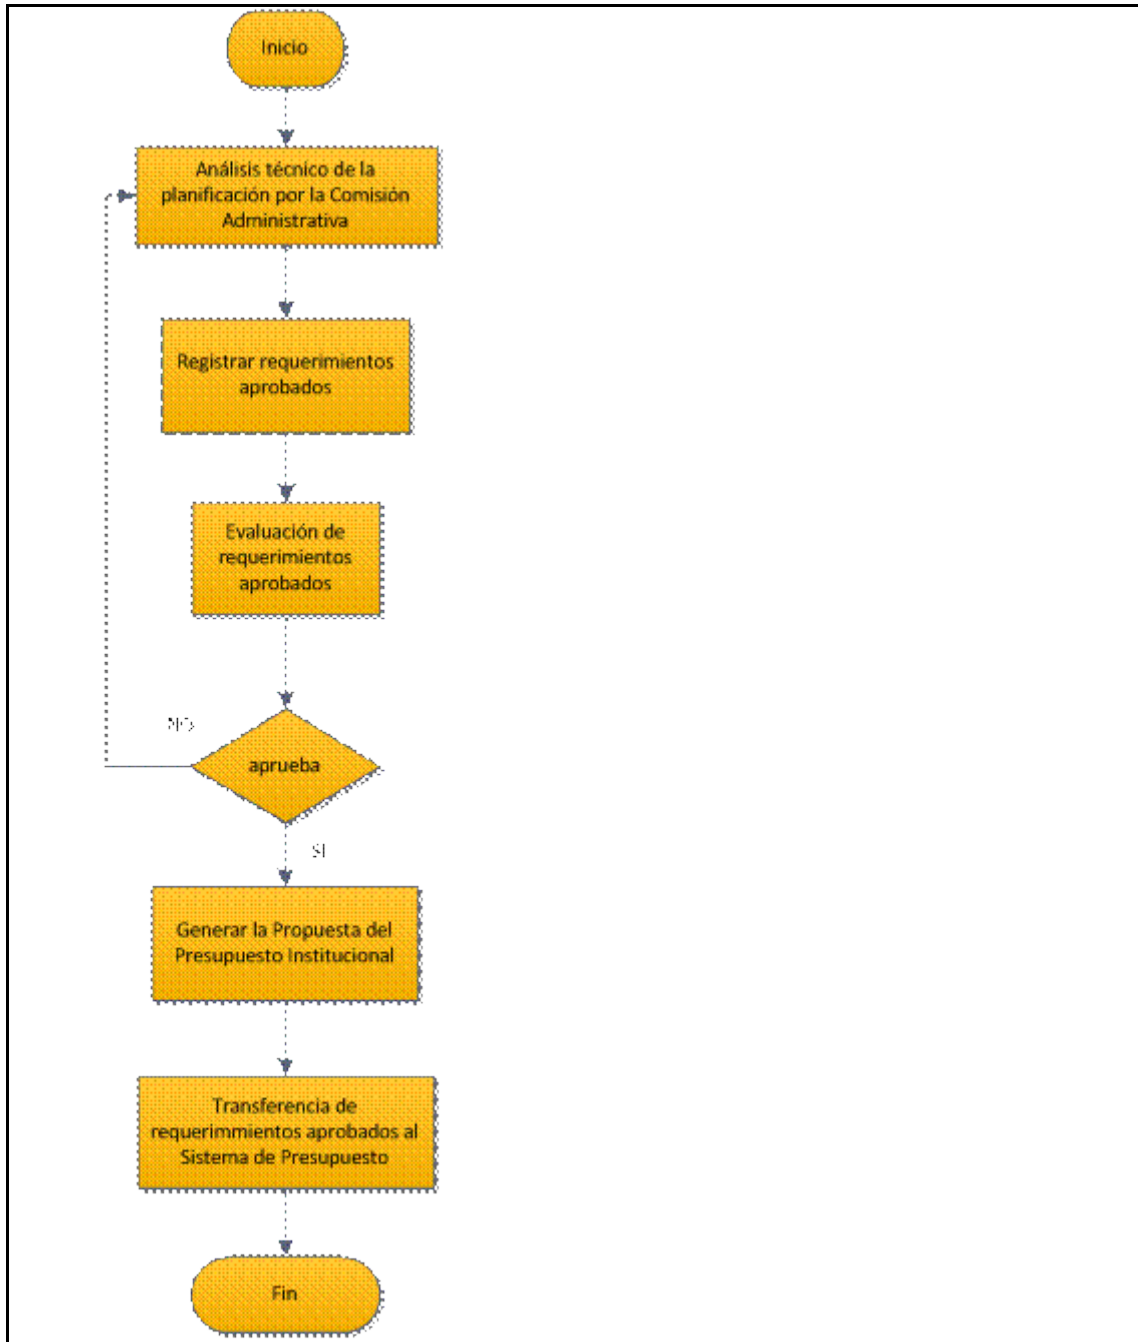 Inicio
Análisis técnico de la
planificación por la Comisión
Administrativa
Registrar requerimientos
aprobados
Evaluación de
requerimientos
aprobados
NO
aprueba
SI
Generar la Propuesta del
Presupuesto Institucional
Transferencia de
requerimmientos aprobados al
Sistema de Presupuesto
Fin